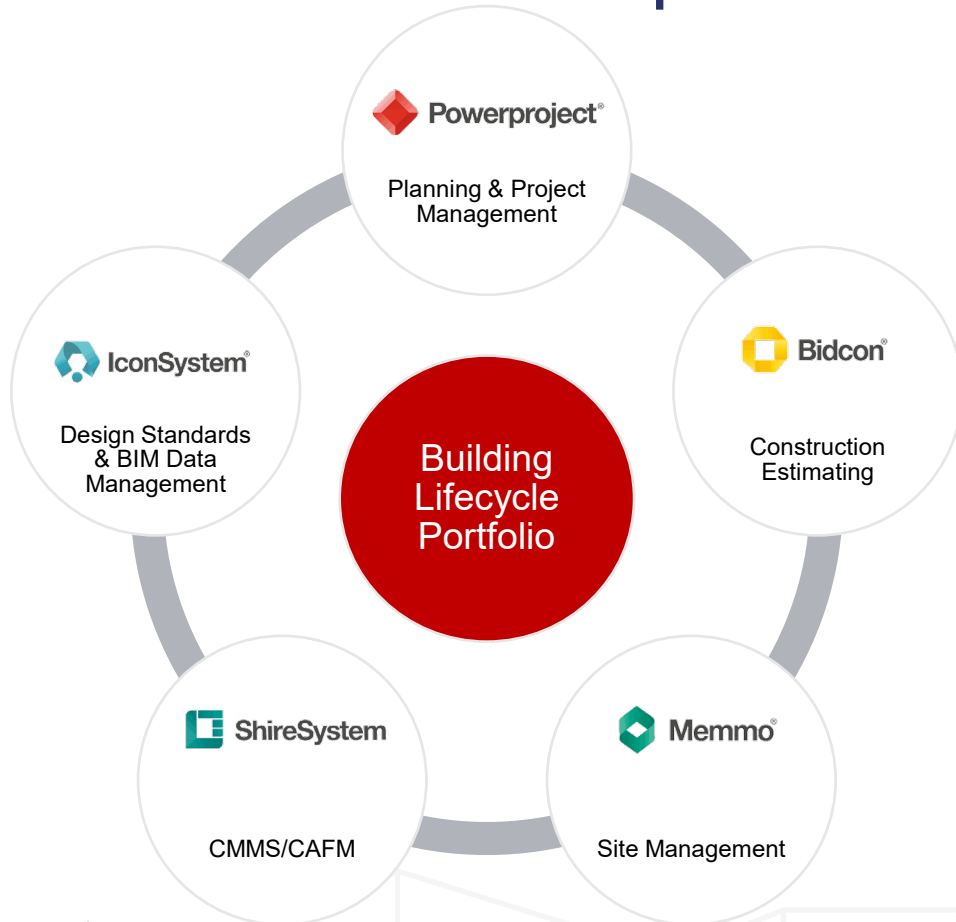 Powerproject®
Planning & Project
Management
IconSystem®
Design Standards
& BIM Data
Management
Bidcon®
Construction
Estimating
Building
Lifecycle
Portfolio
ShireSystem
CMMS/CAFM
Memmo®
Site Management